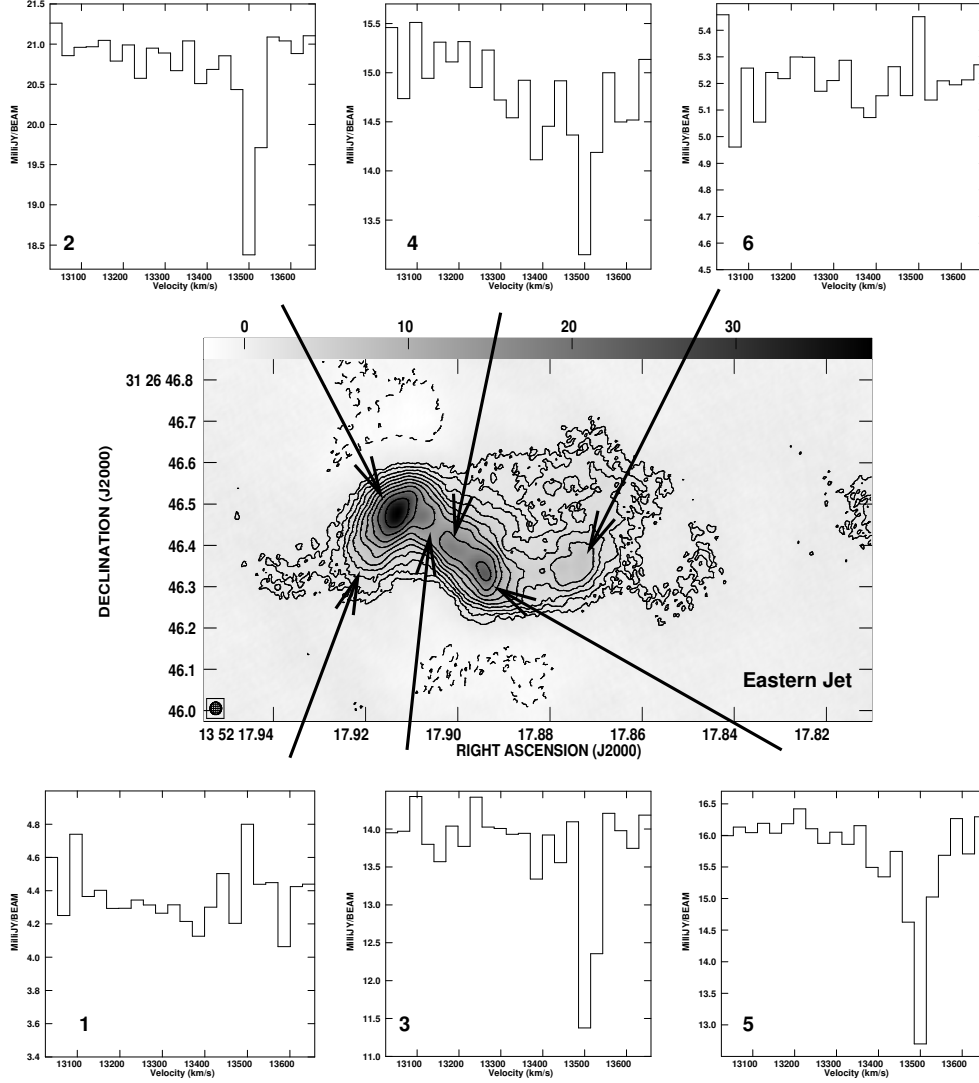 21.5
21.0
20.5
20.0
19.5
19.0
18.5
MilliJY/BEAM
2
13100 13200 13300 13400 13500 13600
Velocity (km/s)
15.5
15.0
14.5
14.0
13.5
MilliJY/BEAM
4
13100 13200 13300 13400 13500 13600
Velocity (km/s)
5.4
5.3
5.2
5.1
5.0
4.9
4.8
4.7
4.6
4.5
MilliJY/BEAM
6
13100 13200 13300 13400 13500 13600
Velocity (km/s)
0 10 20 30
31 26 46.8
46.7
46.6
46.5
46.4
46.3
46.2
46.1
46.0
DECLINATION (J2000)
Eastern Jet
13 52 17.94 17.92 17.90 17.88 17.86 17.84 17.82
RIGHT ASCENSION (J2000)
4.8
4.6
4.4
4.2
4.0
3.8
3.6
3.4
MilliJY/BEAM
1
13100 13200 13300 13400 13500 13600
Velocity (km/s)
14.0
13.5
13.0
12.5
12.0
11.5
11.0
MilliJY/BEAM
3
13100 13200 13300 13400 13500 13600
Velocity (km/s)
16.5
16.0
15.5
15.0
14.5
14.0
13.5
13.0
MilliJY/BEAM
5
13100 13200 13300 13400 13500 13600
Velocity (km/s)